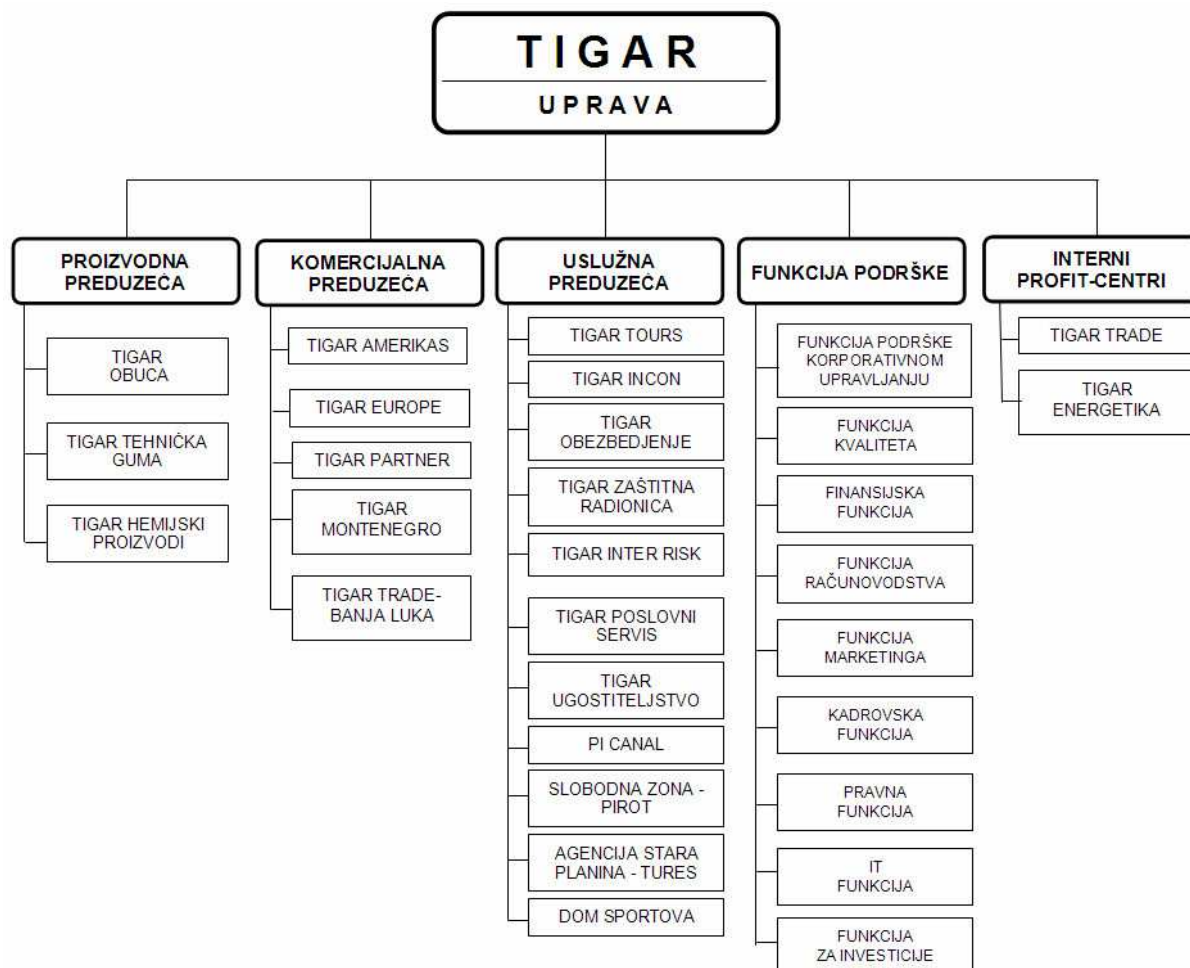 TIGAR
UPRAVA
PROIZVODNA
PREDUZEĆA
TIGAR
OBUĆA
TIGAR TEHNIČKA
GUMA
TIGAR HEMIJSKI
PROIZVODI
KOMERCIJALNA
PREDUZEĆA
TIGAR AMERIKAS
TIGAR EUROPE
TIGAR PARTNER
TIGAR
MONTENEGRO
TIGAR TRADE-
BANJA LUKA
USLUŽNA
PREDUZEĆA
TIGAR TOURS
TIGAR INCON
TIGAR
OBEZBEDJENJE
TIGAR ZAŠTITNA
RADIONICA
TIGAR INTER RISK
TIGAR POSLOVNI
SERVIS
TIGAR
UGOSTITELJSTVO
PI CANAL
SLOBODNA ZONA -
PIROT
AGENCIJA STARA
PLANINA - TURES
DOM SPORTOVA
FUNKCIJA PODRŠKE
FUNKCIJA PODRŠKE
KORPORATIVNOM
UPRAVLJANJU
FUNKCIJA
KVALITETA
FINANSIJSKA
FUNKCIJA
FUNKCIJA
RAČUNOVODSTVA
FUNKCIJA
MARKETINGA
KADROVSKA
FUNKCIJA
PRAVNA
FUNKCIJA
IT
FUNKCIJA
FUNKCIJA
ZA INVESTICIJE
INTERNI
PROFIT-CENTRI
TIGAR TRADE
TIGAR
ENERGETIKA